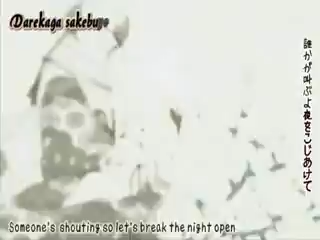 Darekaga sakebuyo
誰かが叫ぶよ夜をこじあけて
Someone's shouting so let's break the night open